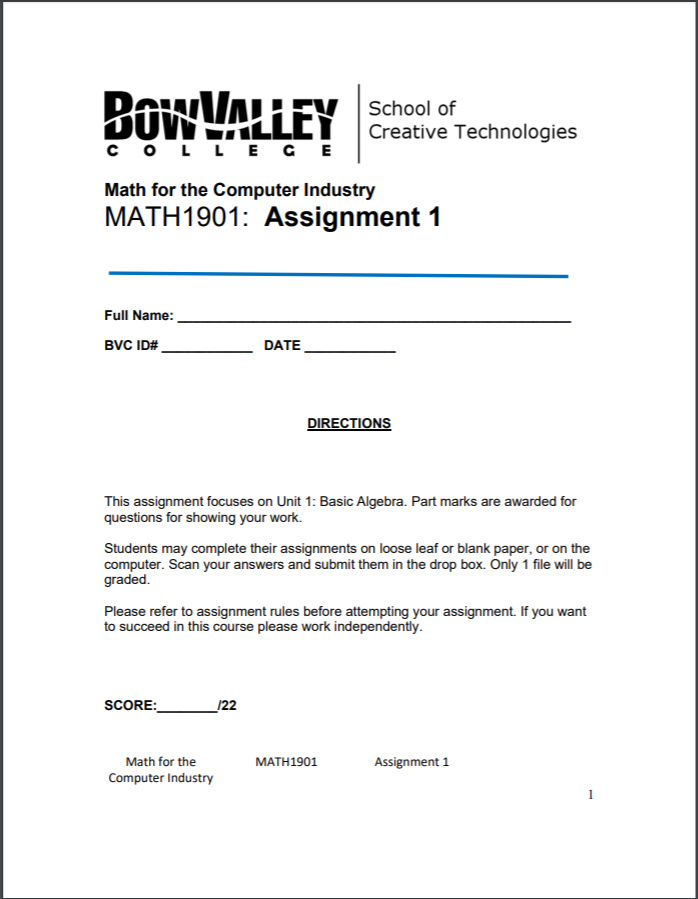 BOW VALLEY
COLLEGE
School of
Creative Technologies
Math for the Computer Industry
MATH1901: Assignment 1
Full Name: ____________________________________________________
BVC ID# ____________ DATE ____________
DIRECTIONS
This assignment focuses on Unit 1: Basic Algebra. Part marks are awarded for
questions for showing your work.
Students may complete their assignments on loose leaf or blank paper, or on the
computer. Scan your answers and submit them in the drop box. Only 1 file will be
graded.
Please refer to assignment rules before attempting your assignment. If you want
to succeed in this course please work independently.
SCORE:________/22
Math for the MATH1901 Assignment 1
Computer Industry
1